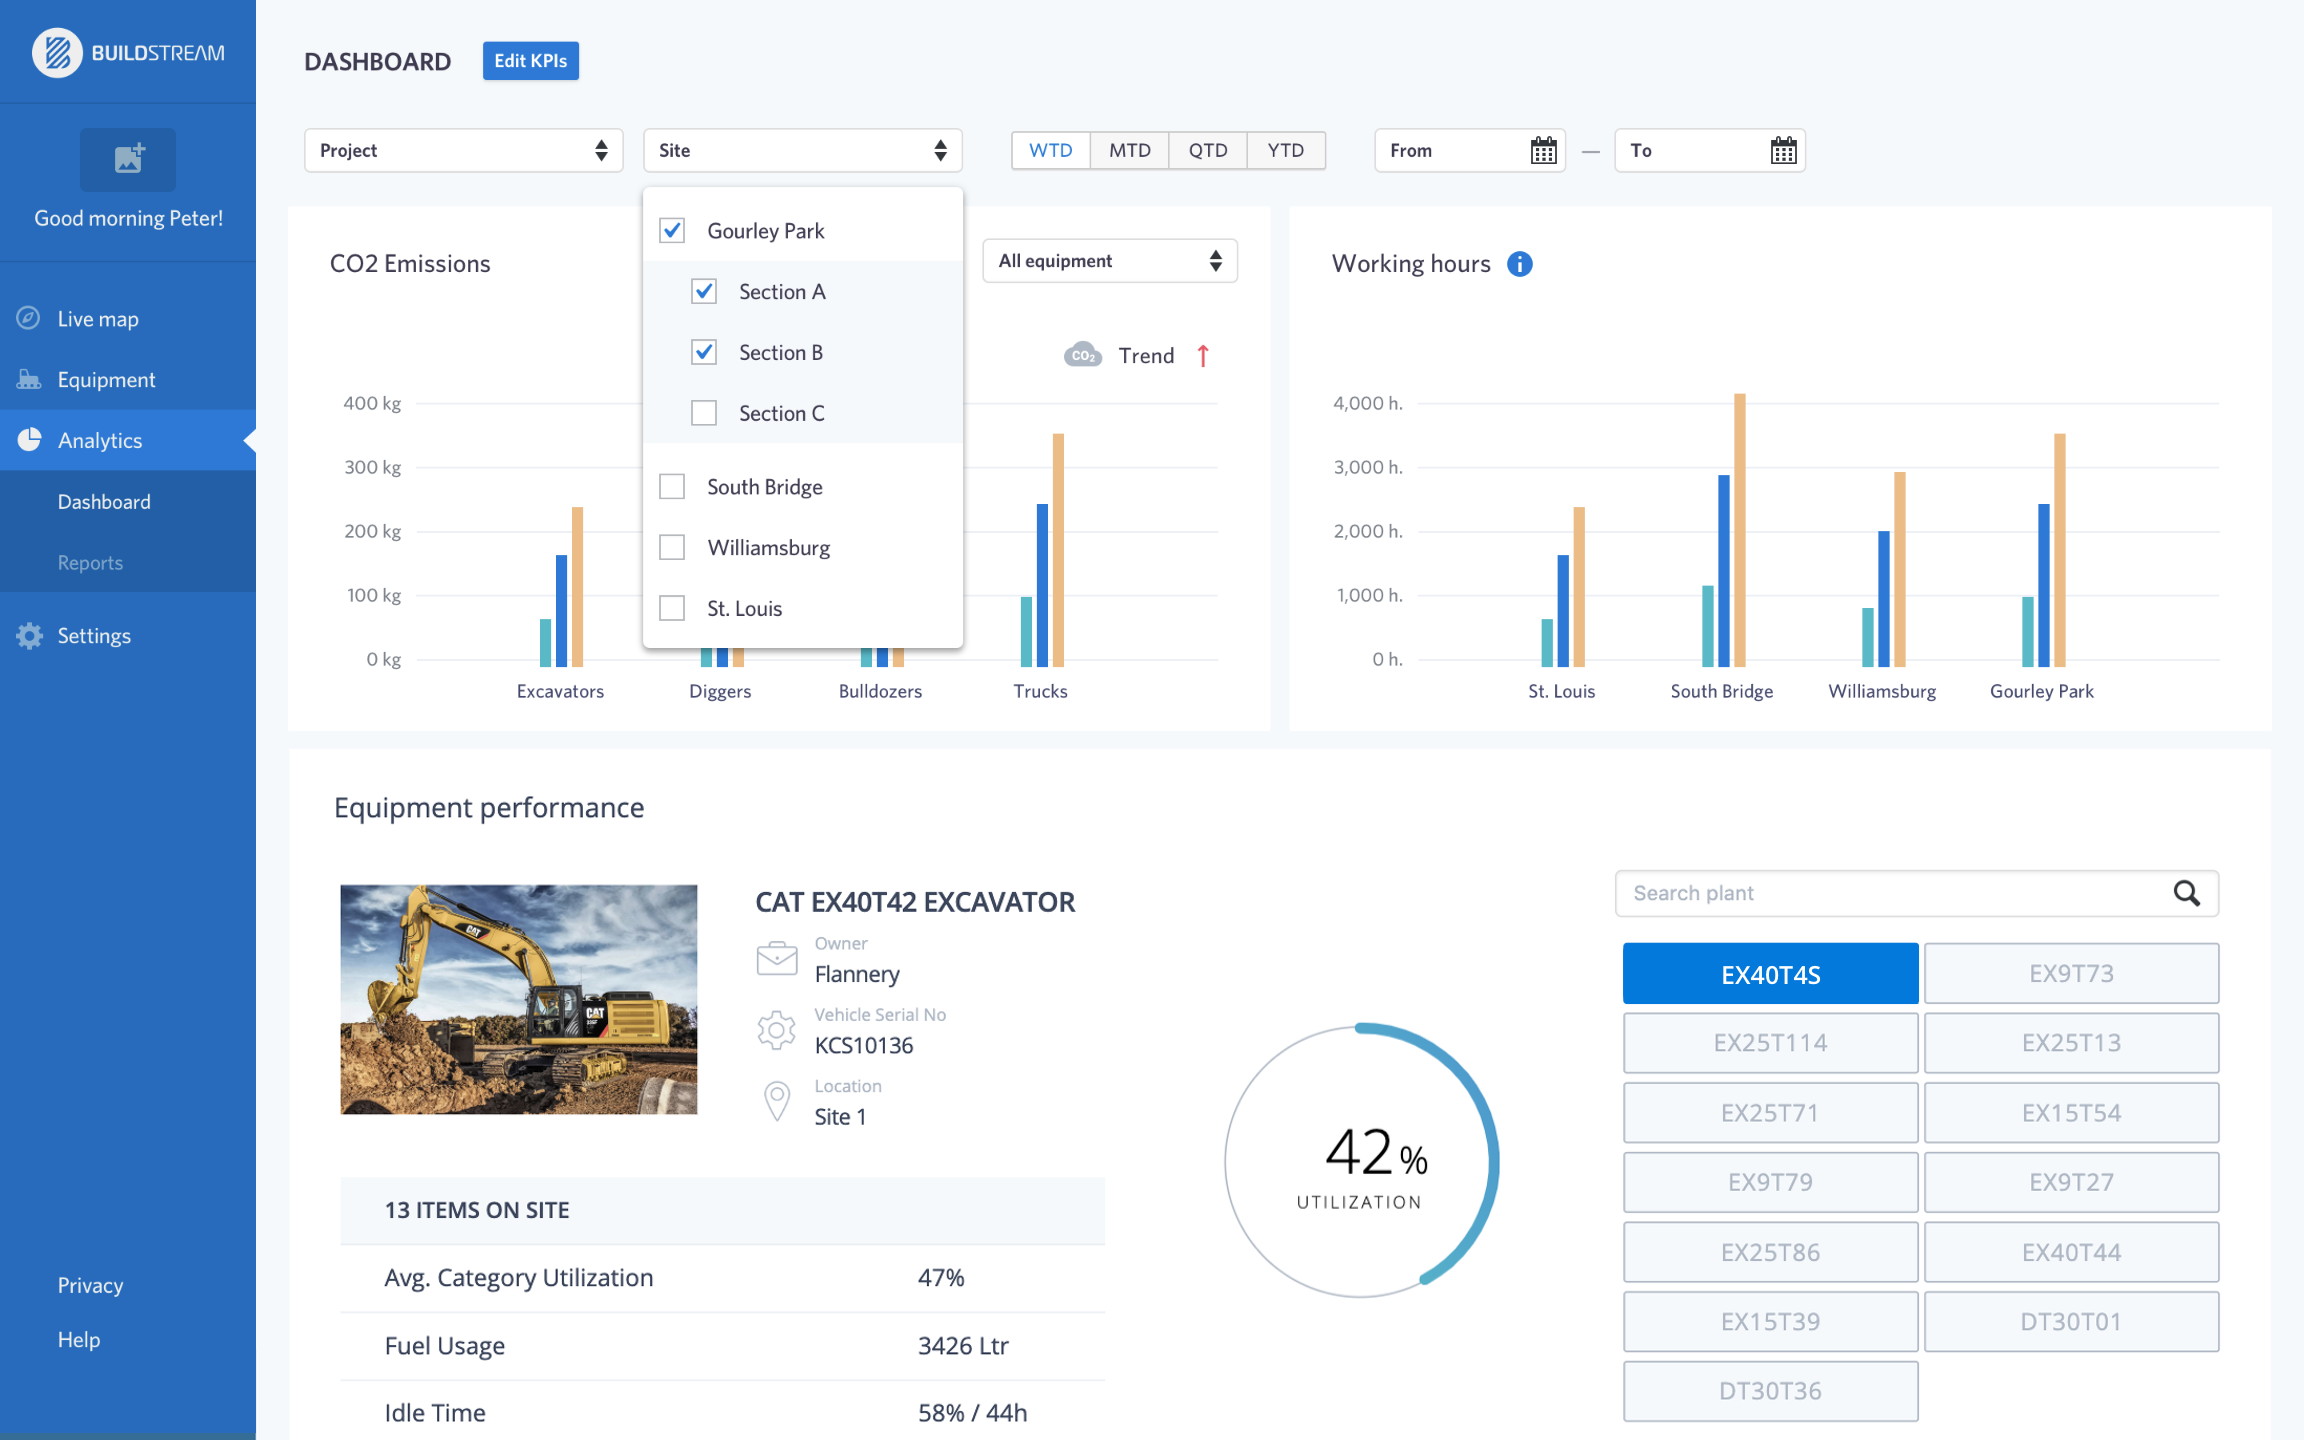 BUILDSTREAM
Good morning Peter!
Live map
Equipment
Analytics
Dashboard
Reports
Settings
Privacy
Help
DASHBOARD
Edit KPIs
Project
Site
WTD
MTD
QTD
YTD
From
—
To
Gourley Park
Section A
Section B
Section C
South Bridge
Williamsburg
St. Louis
CO2 Emissions
All equipment
CO2
Trend
400 kg
300 kg
200 kg
100 kg
0 kg
Excavators
Diggers
Bulldozers
Trucks
Working hours
4,000 h.
3,000 h.
2,000 h.
1,000 h.
0 h.
St. Louis
South Bridge
Williamsburg
Gourley Park
Equipment performance
CAT
CAT
CAT EX40T42 EXCAVATOR
Owner
Flannery
Vehicle Serial No
KCS10136
Location
Site 1
13 ITEMS ON SITE
Avg. Category Utilization 47%
Fuel Usage 3426 Ltr
Idle Time 58% / 44h
42 %
UTILIZATION
Search plant
EX40T4S EX9T73
EX25T114 EX25T13
EX25T71 EX15T54
EX9T79 EX9T27
EX25T86 EX40T44
EX15T39 DT30T01
DT30T36